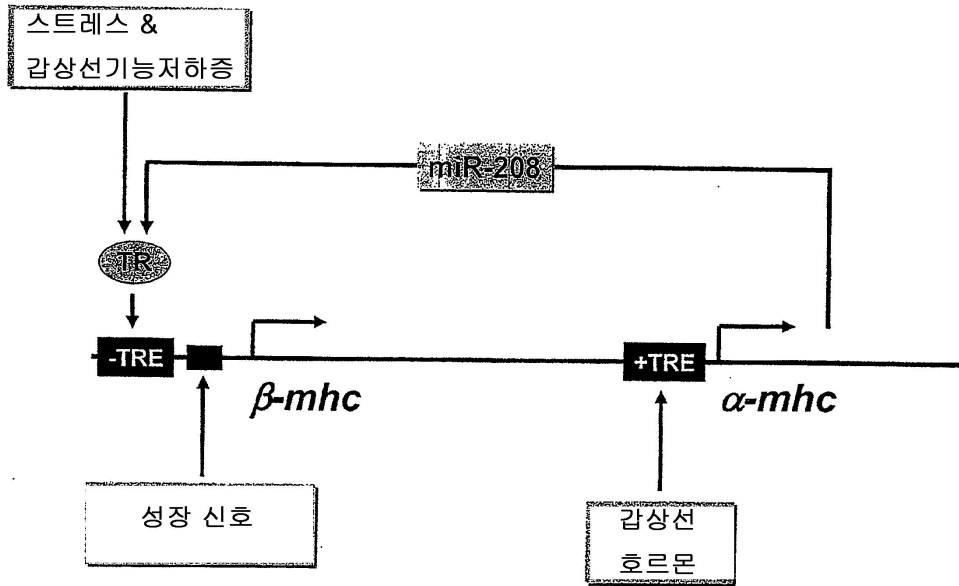 스트레스 &
갑상선기능저하증
miR-208
TR
-TRE
+TRE
β-mhc
α-mhc
성장 신호
갑상선
호르몬